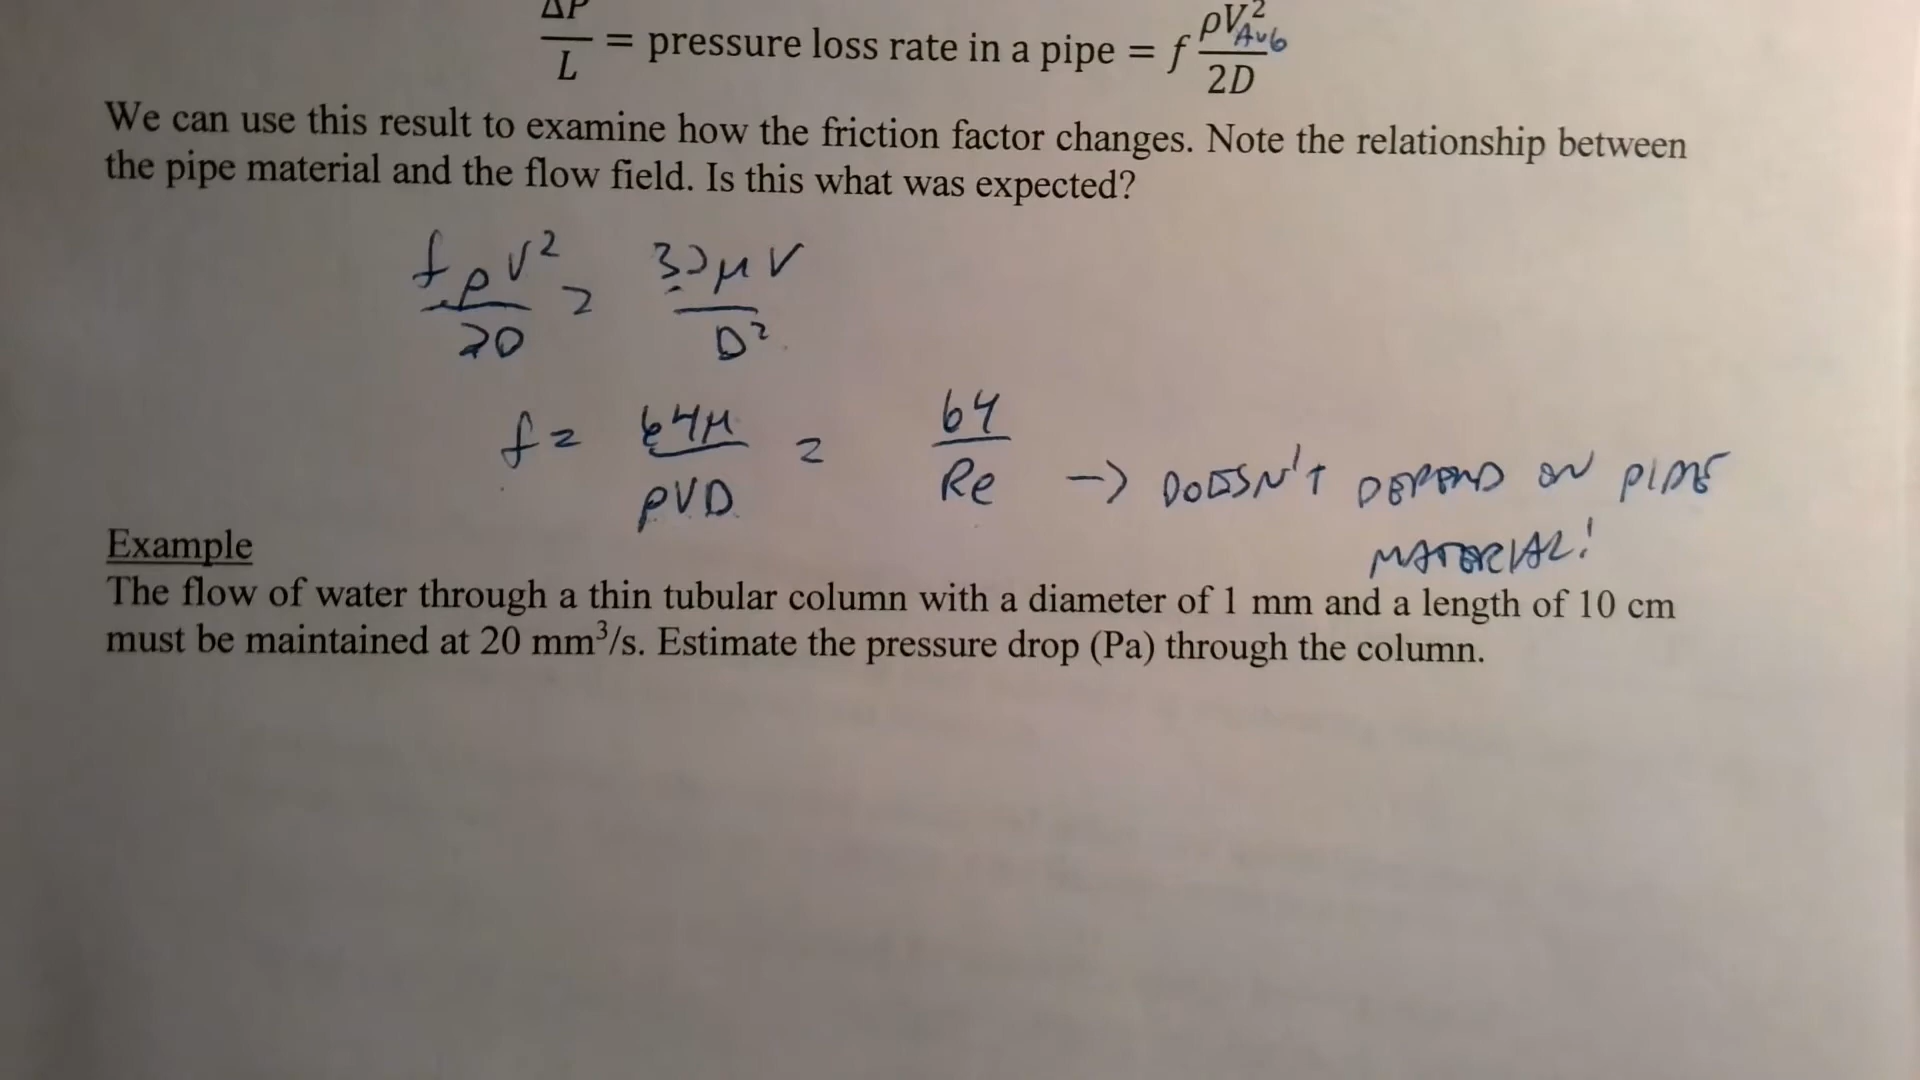 ΔP/L = pressure loss rate in a pipe = f ρV²AVG/2D
We can use this result to examine how the friction factor changes. Note the relationship between
the pipe material and the flow field. Is this what was expected?
fρV²/2D = 32μV/D²
f = 64μ/ρVD = 64/Re → DOESN'T DEPEND ON PIPE
MATERIAL!
Example
The flow of water through a thin tubular column with a diameter of 1 mm and a length of 10 cm
must be maintained at 20 mm³/s. Estimate the pressure drop (Pa) through the column.